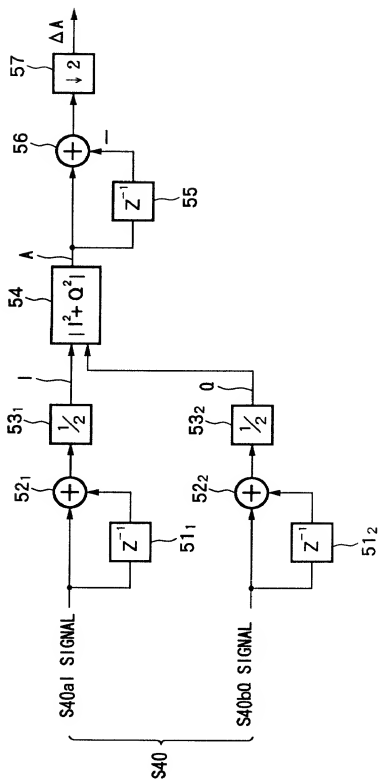 S40
S40aI SIGNAL
S40bQ SIGNAL
Z⁻¹
51₁
52₁
+
53₁
1/2
I
Z⁻¹
51₂
52₂
+
53₂
1/2
Q
54
|I²+Q²|
A
Z⁻¹
55
56
+
−
57
↓2
ΔA